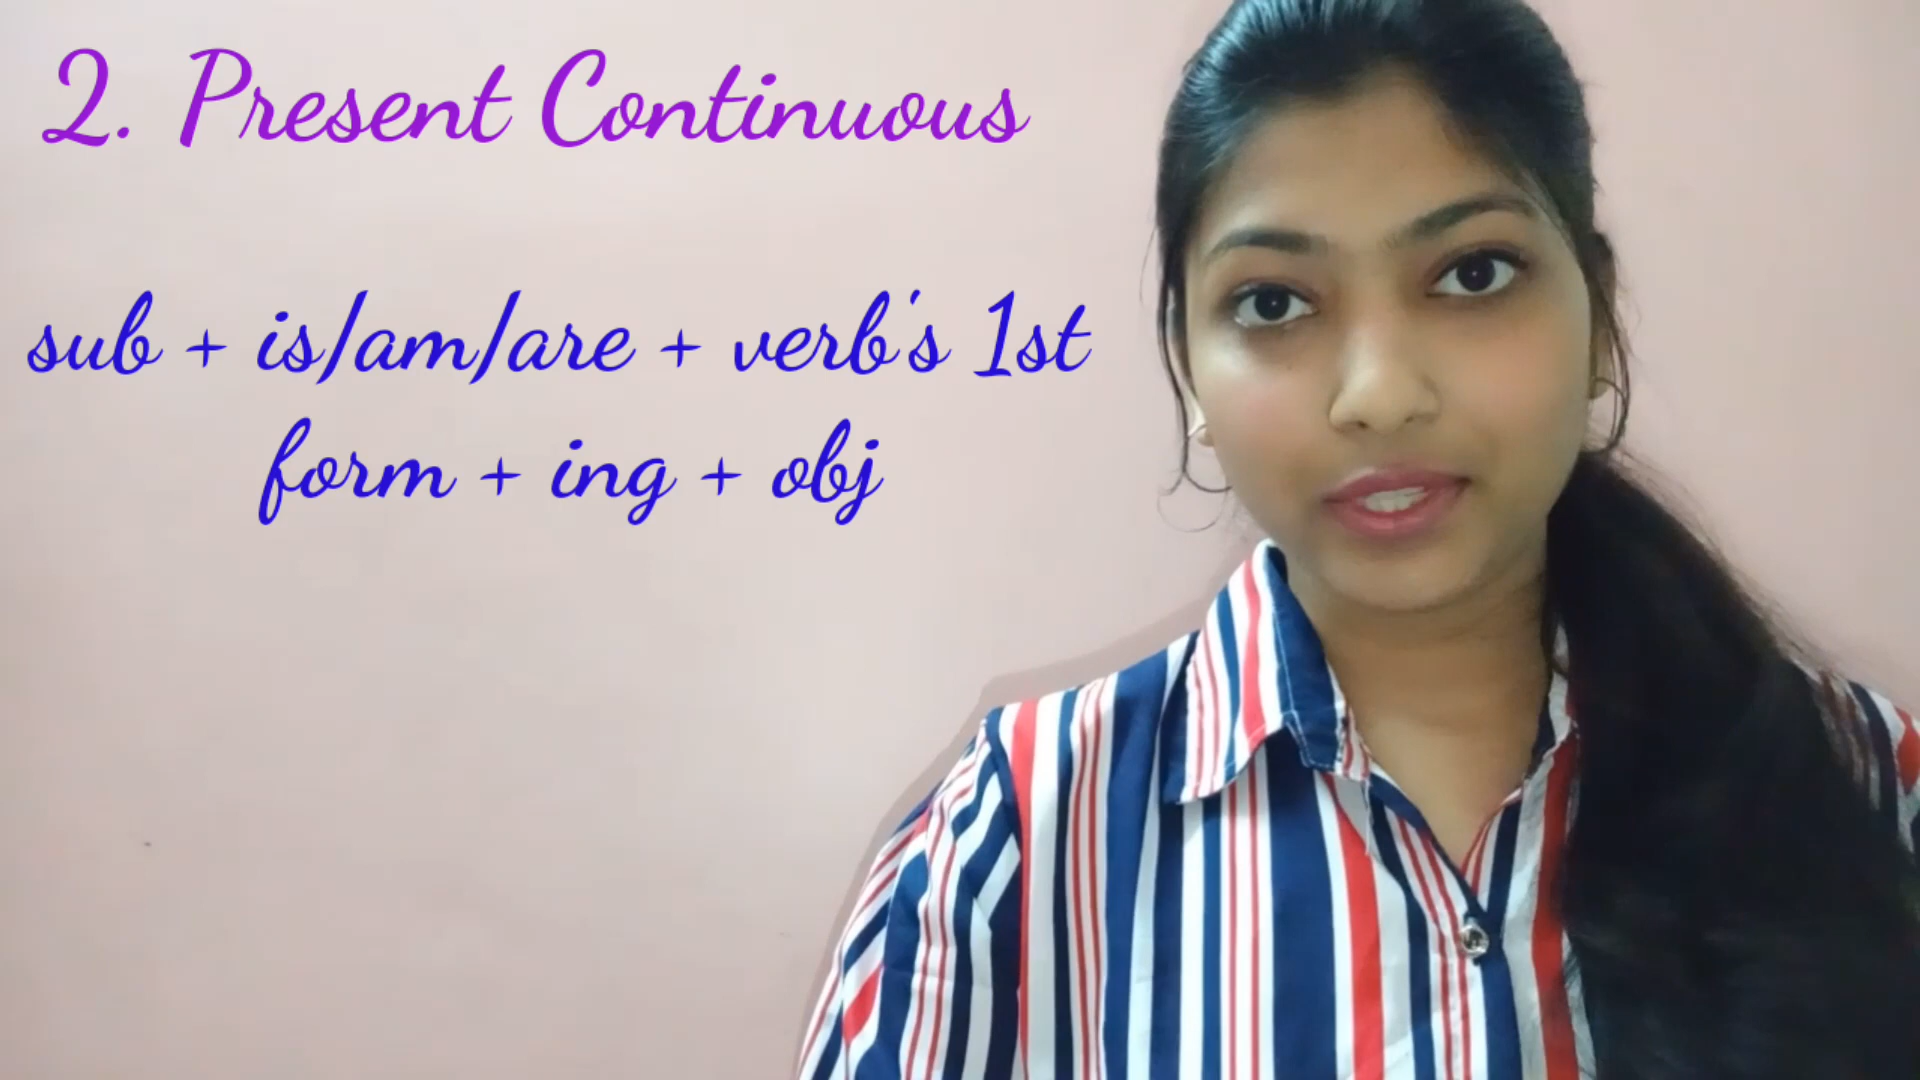 2. Present Continuous
sub + is/am/are + verb's 1st
form + ing + obj